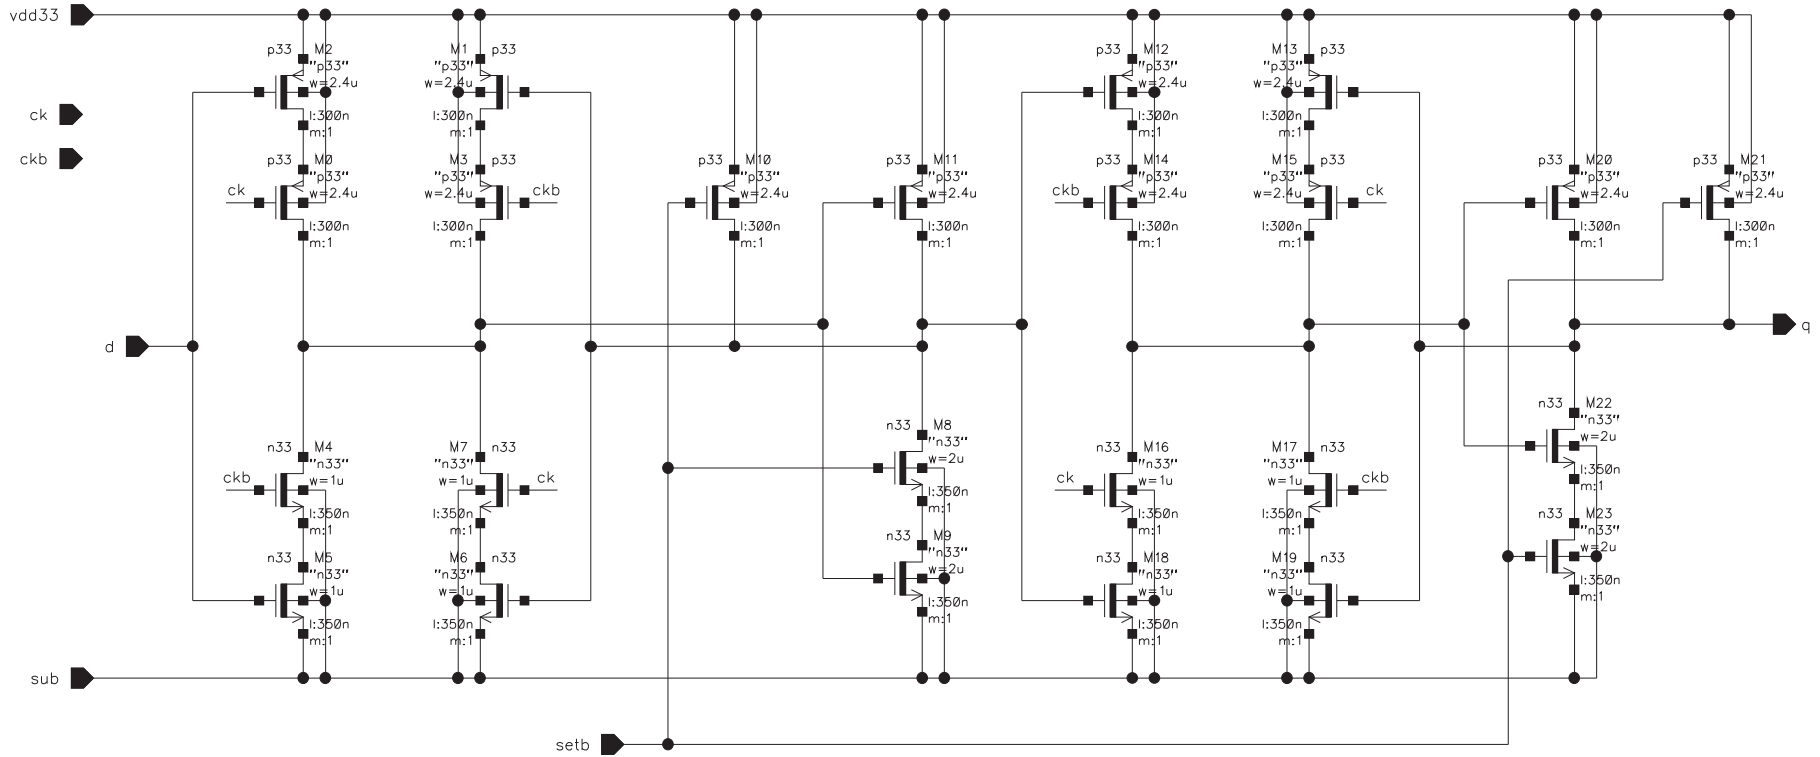 vdd33
p33 M2
"p33"
w=2.4u
l:300n
m:1
M1 p33
"p33"
w=2.4u
l:300n
m:1
M12
p33
"p33"
w=2.4u
l:300n
m:1
M13 p33
"p33"
w=2.4u
l:300n
m:1
ck
ckb
p33 M0
"p33"
w=2.4u
ck
l:300n
m:1
M3 p33
"p33"
w=2.4u
ckb
l:300n
m:1
p33 M10
"p33"
w=2.4u
l:300n
m:1
p33 M11
"p33"
w=2.4u
l:300n
m:1
p33 M14
"p33"
w=2.4u
ckb
l:300n
m:1
M15 p33
"p33"
w=2.4u
ck
l:300n
m:1
p33 M20
"p33"
w=2.4u
l:300n
m:1
p33 M21
"p33"
w=2.4u
l:300n
m:1
d
q
n33 M4
"n33"
w=1u
ckb
l:350n
m:1
M7 n33
"n33"
w=1u
ck
l:350n
m:1
n33 M8
"n33"
w=2u
l:350n
m:1
n33 M16
"n33"
w=1u
ck
l:350n
m:1
M17 n33
"n33"
w=1u
ckb
l:350n
m:1
n33 M22
"n33"
w=2u
l:350n
m:1
n33 M5
"n33"
w=1u
l:350n
m:1
M6 n33
"n33"
w=1u
l:350n
m:1
n33 M9
"n33"
w=2u
l:350n
m:1
n33 M18
"n33"
w=1u
l:350n
m:1
M19 n33
"n33"
w=1u
l:350n
m:1
n33 M23
"n33"
w=2u
l:350n
m:1
sub
setb